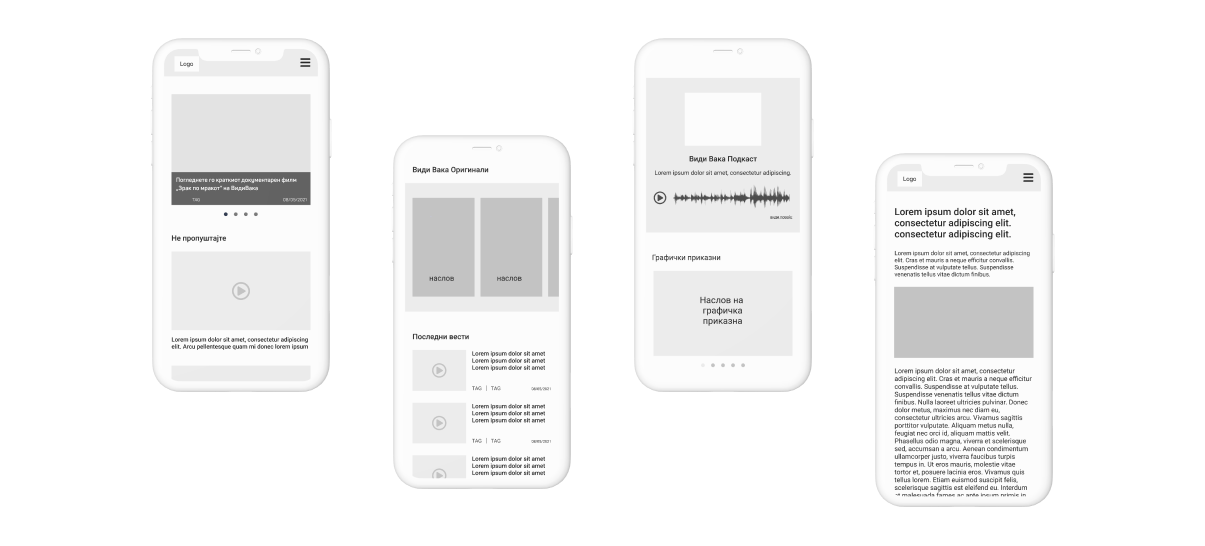 Logo
Погледнете го краткиот документарен филм
„Зрак по мракот“ на ВидиВака
TAG 08/05/2021
Не пропуштајте
Lorem ipsum dolor sit amet, consectetur adipiscing
elit. Arcu pellentesque quam mi donec lorem ipsum
Види Вака Оригинали
наслов наслов
Последни вести
Lorem ipsum dolor sit amet
Lorem ipsum dolor sit amet
Lorem ipsum dolor sit amet
TAG | TAG 08/05/2021
Lorem ipsum dolor sit amet
Lorem ipsum dolor sit amet
Lorem ipsum dolor sit amet
TAG | TAG 08/05/2021
Lorem ipsum dolor sit amet
Lorem ipsum dolor sit amet
Lorem ipsum dolor sit amet
Види Вака Подкаст
Lorem ipsum dolor sit amet, consectetur adipiscing.
Графички приказни
Наслов на
графичка
приказна
Logo
Lorem ipsum dolor sit amet,
consectetur adipiscing elit.
consectetur adipiscing elit.
Lorem ipsum dolor sit amet, consectetur adipiscing
elit. Cras et mauris a neque efficitur convallis.
Suspendisse at vulputate tellus. Suspendisse
venenatis tellus vitae dictum finibus.
Lorem ipsum dolor sit amet, consectetur
adipiscing elit. Cras et mauris a neque efficitur
convallis. Suspendisse at vulputate tellus.
Suspendisse venenatis tellus vitae dictum
finibus. Nulla laoreet ultricies pulvinar. Donec
dolor metus, maximus nec diam eu,
consectetur ultricies arcu. Vivamus sagittis
porttitor vulputate. Aliquam metus nulla,
feugiat nec orci id, aliquam mattis velit.
Phasellus odio magna, viverra et scelerisque
sed, accumsan a arcu. Aenean condimentum
ullamcorper justo, viverra faucibus turpis
tempus in. Ut eros mauris, molestie vitae
tortor et, posuere lacinia eros. Vivamus quis
tellus lorem. Etiam euismod suscipit felis,
scelerisque sagittis est eleifend eu. Interdum
et malesuada fames ac ante ipsum primis in